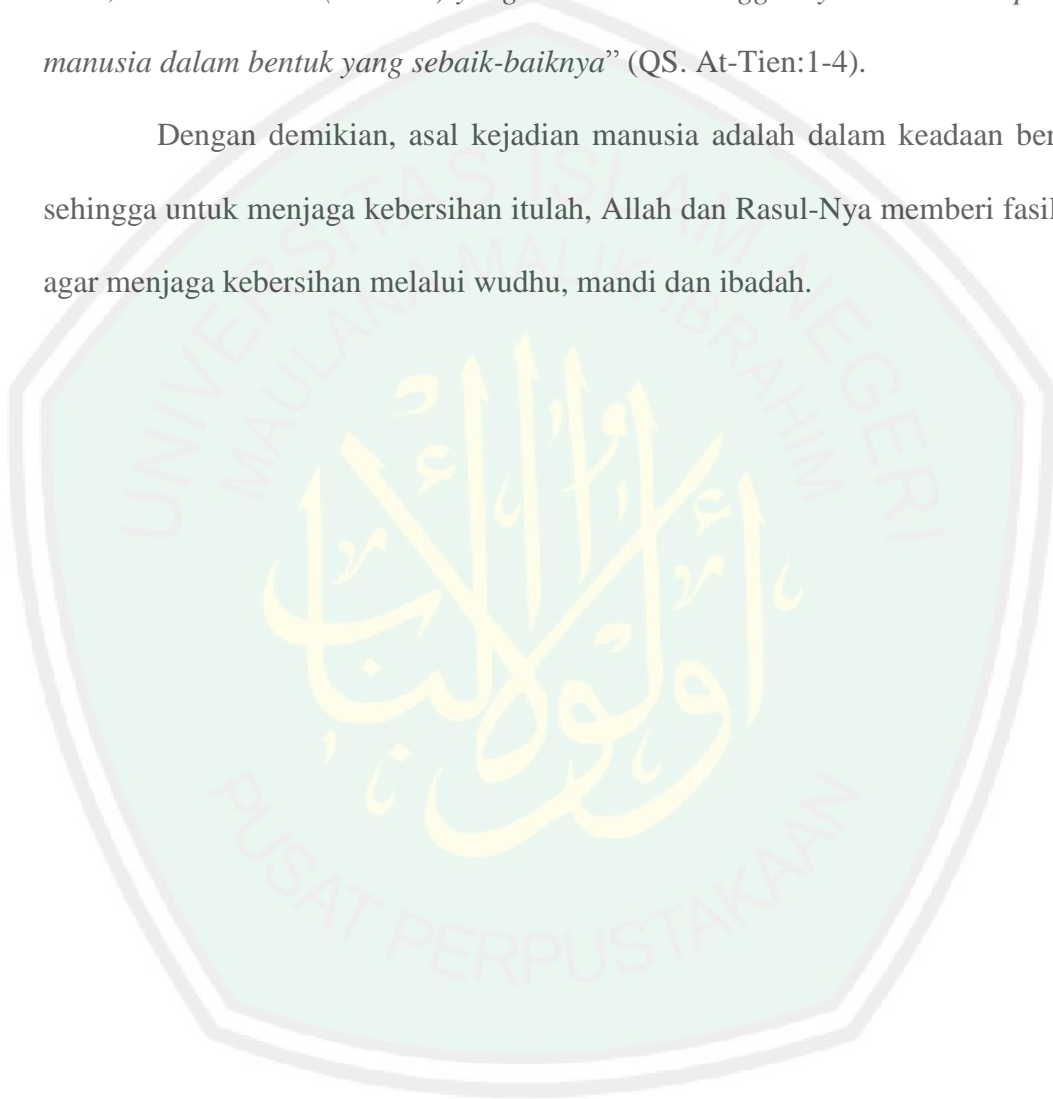 manusia dalam bentuk yang sebaik-baiknya” (QS. At-Tien:1-4).
Dengan demikian, asal kejadian manusia adalah dalam keadaan ber
sehingga untuk menjaga kebersihan itulah, Allah dan Rasul-Nya memberi fasil
agar menjaga kebersihan melalui wudhu, mandi dan ibadah.
UNIVERSITAS ISLAM NEGERI
MAULANA MALIK IBRAHIM
أولوا الألباب
PUSAT PERPUSTAKAAN